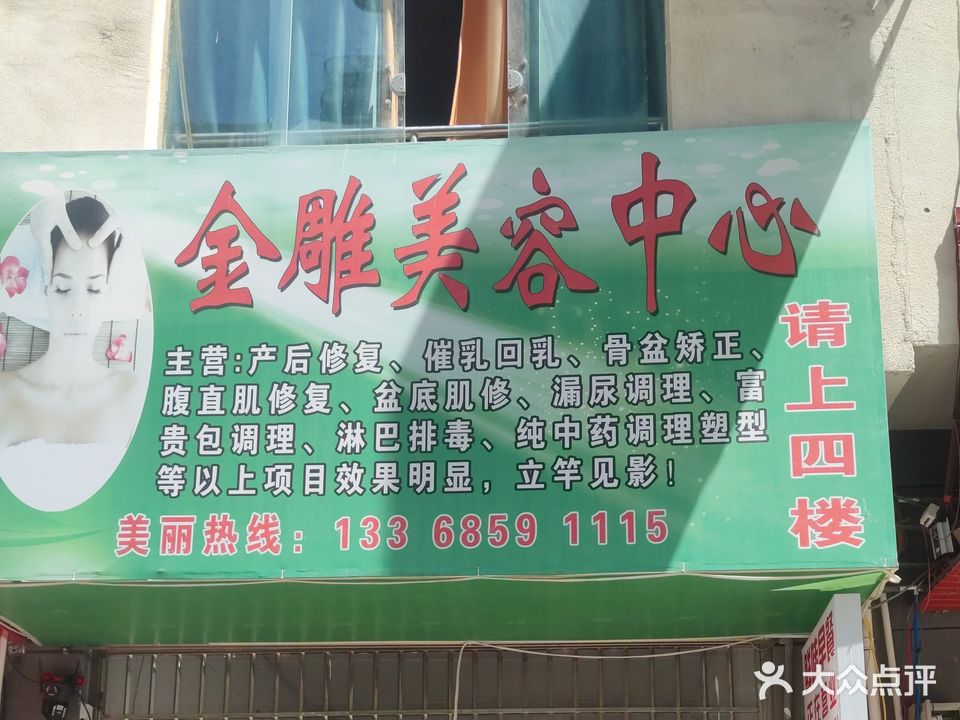 金雕美容中心
主营:产后修复、催乳回乳、骨盆矫正、
腹直肌修复、盆底肌修、漏尿调理、富
贵包调理、淋巴排毒、纯中药调理塑型
等以上项目效果明显，立竿见影！
美丽热线：133 6859 1115
请上四楼
大众点评